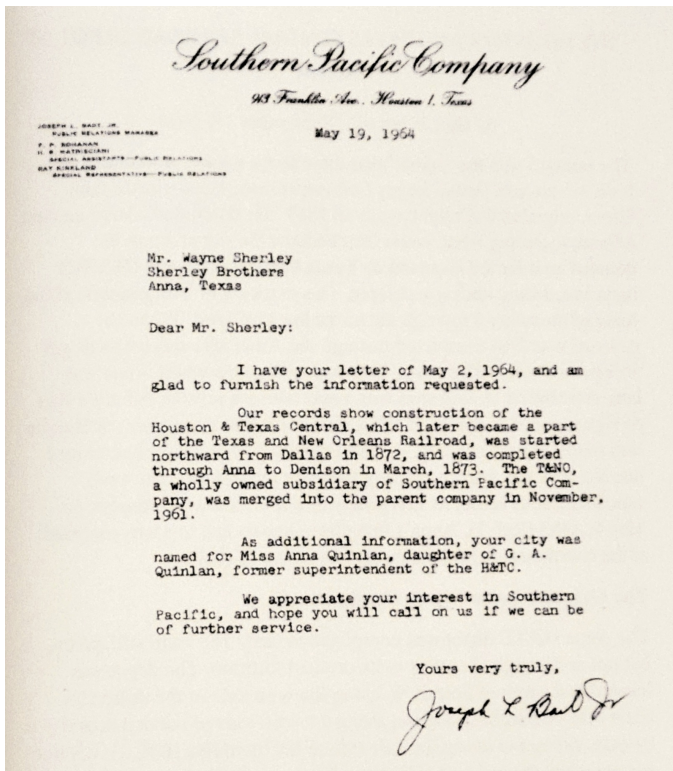 Southern Pacific Company
913 Franklin Ave., Houston 1, Texas
JOSEPH L. BART, JR.
PUBLIC RELATIONS MANAGER
F. P. BOHANAN
H. R. MATRISCIANI
SPECIAL ASSISTANTS—PUBLIC RELATIONS
RAY KIRKLAND
SPECIAL REPRESENTATIVE—PUBLIC RELATIONS
May 19, 1964
Mr. Wayne Sherley
Sherley Brothers
Anna, Texas
Dear Mr. Sherley:
I have your letter of May 2, 1964, and am
glad to furnish the information requested.
Our records show construction of the
Houston & Texas Central, which later became a part
of the Texas and New Orleans Railroad, was started
northward from Dallas in 1872, and was completed
through Anna to Denison in March, 1873. The T&NO,
a wholly owned subsidiary of Southern Pacific Com-
pany, was merged into the parent company in November,
1961.
As additional information, your city was
named for Miss Anna Quinlan, daughter of G. A.
Quinlan, former superintendent of the H&TC.
We appreciate your interest in Southern
Pacific, and hope you will call on us if we can be
of further service.
Yours very truly,
Joseph L Bart Jr